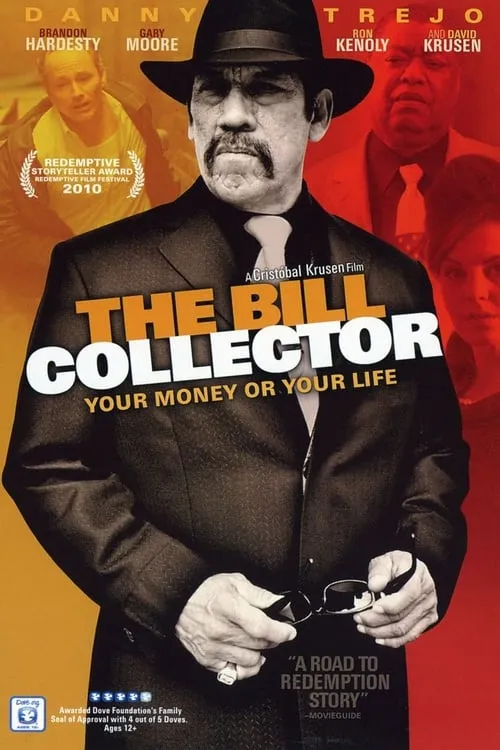 DANNY TREJO
BRANDON HARDESTY
GARY MOORE
RON KENOLY
AND DAVID KRUSEN
REDEMPTIVE
STORYTELLER AWARD
REDEMPTIVE FILM FESTIVAL
2010
A Cristóbal Krusen Film
THE BILL
COLLECTOR
YOUR MONEY OR YOUR LIFE
"A ROAD TO
REDEMPTION
STORY"
–MOVIEGUIDE
Awarded Dove Foundation's Family
Seal of Approval with 4 out of 5 Doves.
Ages 12+